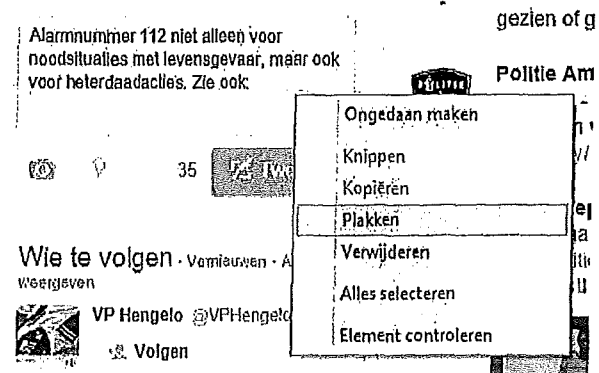 Alarmnummer 112 niet alleen voor
noodsituaties met levensgevaar, maar ook
voor heterdaadacties. Zie ook:
gezien of g
Politie Am
POLITIE
35
Twe
Ongedaan maken
Knippen
Kopiëren
Plakken
Verwijderen
Alles selecteren
Element controleren
Wie te volgen · Vernieuwen · A
weergeven
VP Hengelo @VPHengelo
Volgen